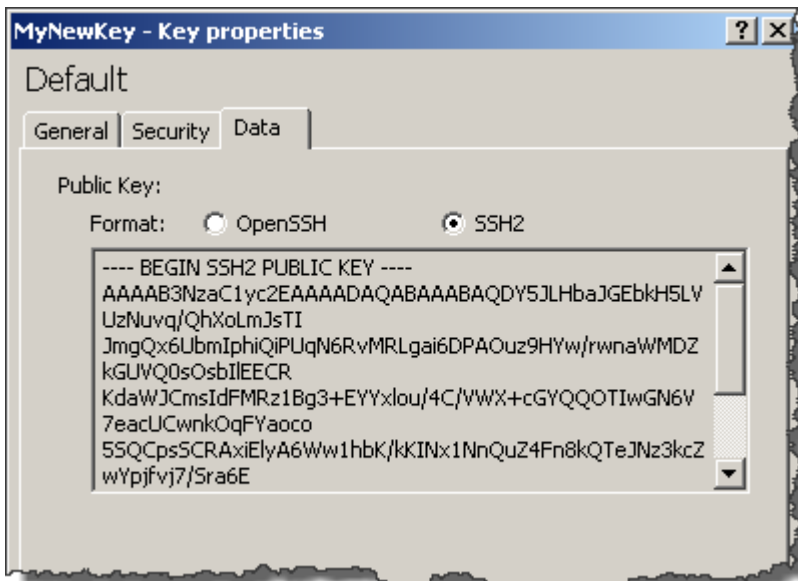 MyNewKey - Key properties
Default
General Security Data
Public Key:
Format: OpenSSH SSH2
---- BEGIN SSH2 PUBLIC KEY ----
AAAAB3NzaC1yc2EAAAADAQABAAABAQDY5JLHbaJGEbkH5LV
UzNuvq/QhXoLmJsTI
JmgQx6UbmIphiQiPUqN6RvMRLgai6DPAOuz9HYw/rwnaWMDZ
kGUVQ0sOsbIlEECR
KdaWJCmsIdFMRz1Bg3+EYYxlou/4C/VWX+cGYQQOTIwGN6V
7eacUCwnkOqFYaoco
5SQCpsSCRAxiElyA6Ww1hbK/kKINx1NnQuZ4Fn8kQTeJNz3kcZ
wYpjfvj7/Sra6E